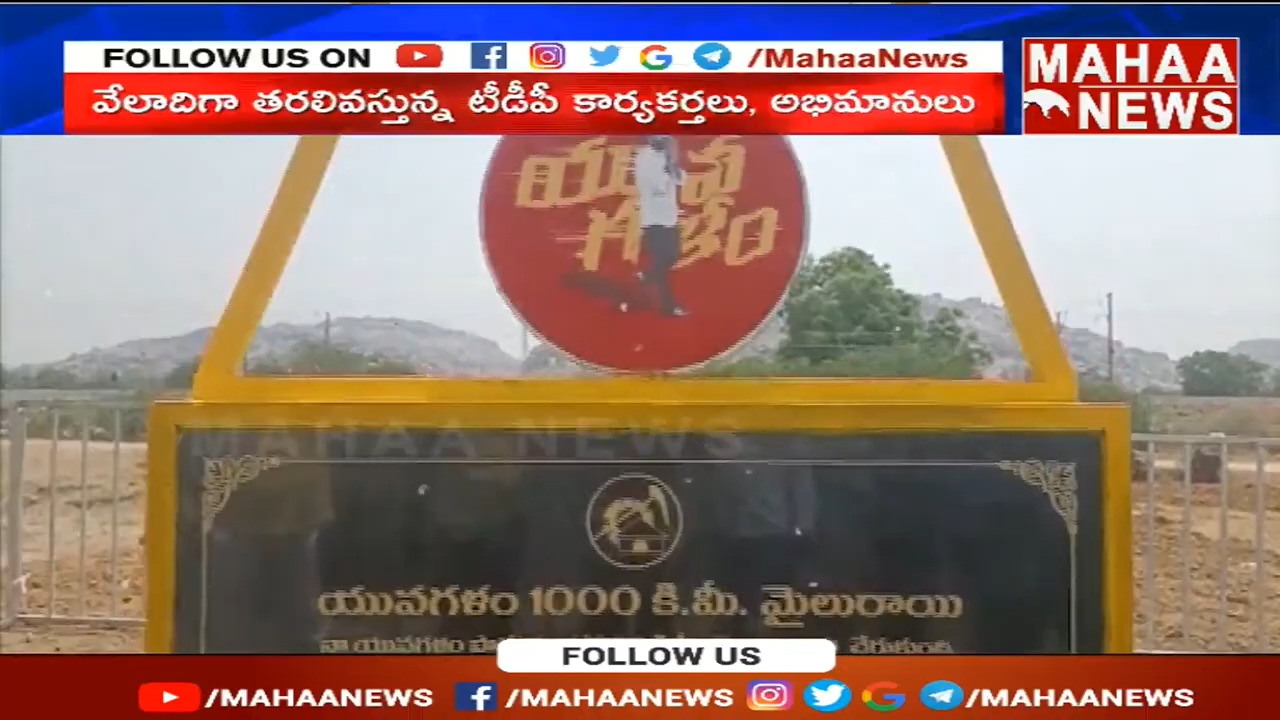 FOLLOW US ON /MahaaNews
MAHAA NEWS
వేలాదిగా తరలివస్తున్న టీడీపీ కార్యకర్తలు, అభిమానులు
గళం
MAHAA NEWS
యువగళం 1000 కి.మీ. మైలురాయి
నా యువగళం చేరుకుంది
FOLLOW US
/MAHAANEWS /MAHAANEWS /MAHAANEWS